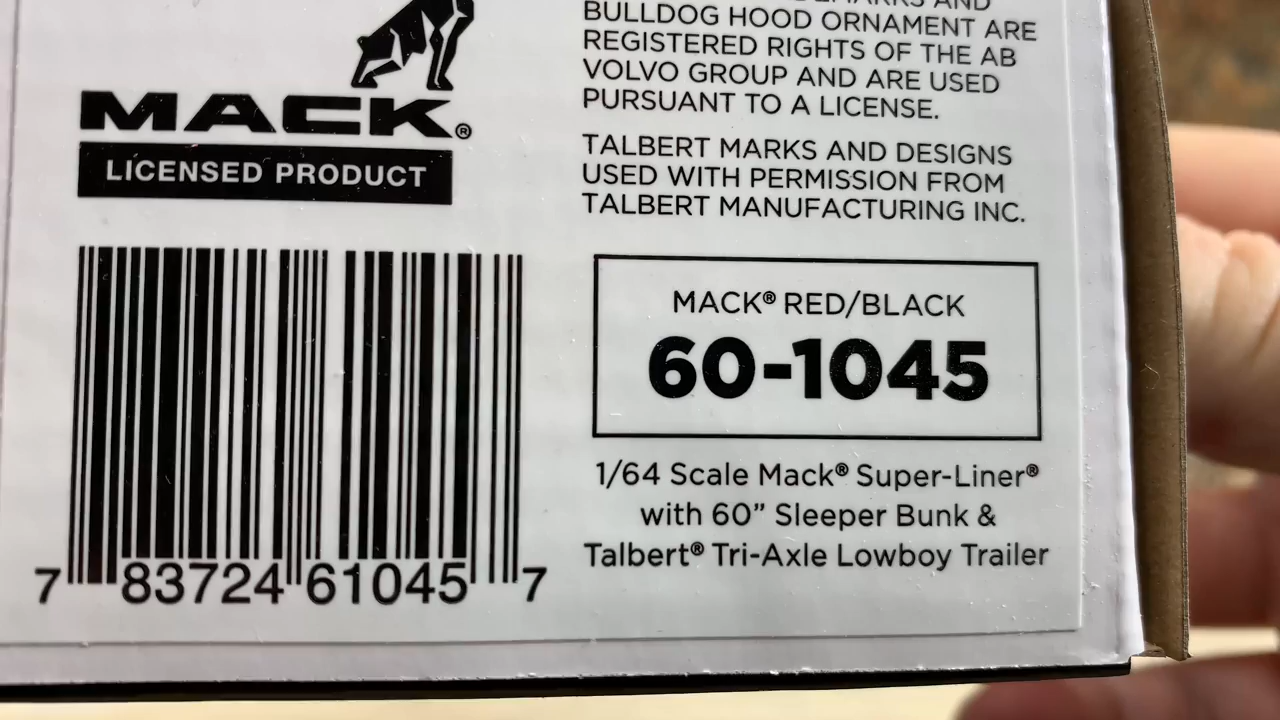 MACK®
LICENSED PRODUCT
MARKS AND
BULLDOG HOOD ORNAMENT ARE
REGISTERED RIGHTS OF THE AB
VOLVO GROUP AND ARE USED
PURSUANT TO A LICENSE.
TALBERT MARKS AND DESIGNS
USED WITH PERMISSION FROM
TALBERT MANUFACTURING INC.
7 83724 61045 7
MACK® RED/BLACK
60-1045
1/64 Scale Mack® Super-Liner®
with 60” Sleeper Bunk &
Talbert® Tri-Axle Lowboy Trailer